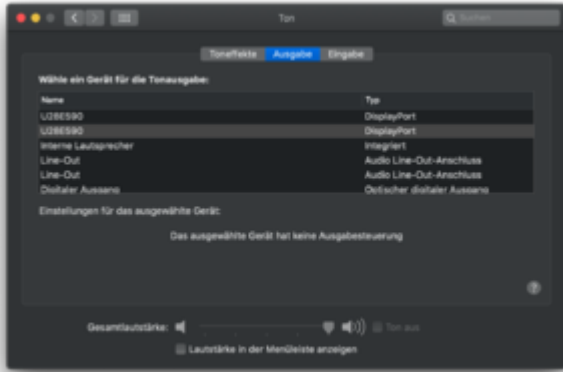 Ton
Suchen
Toneffekte Ausgabe Eingabe
Wähle ein Gerät für die Tonausgabe:
Name Typ
U28E590 DisplayPort
U28E590 DisplayPort
Interne Lautsprecher Integriert
Line-Out Audio Line-Out-Anschluss
Line-Out Audio Line-Out-Anschluss
Digitaler Ausgang Optischer digitaler Ausgang
Einstellungen für das ausgewählte Gerät:
Das ausgewählte Gerät hat keine Ausgabesteuerung
?
Gesamtlautstärke: Ton aus
Lautstärke in der Menüleiste anzeigen